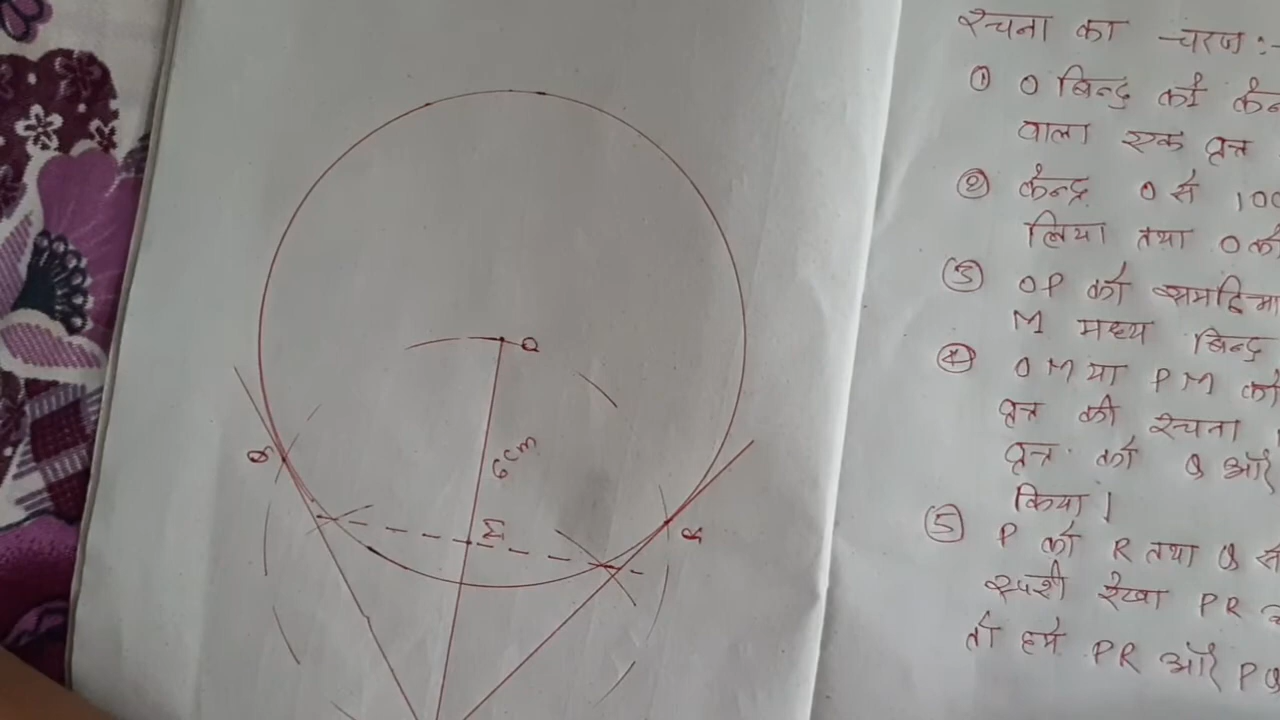 O
6cm
M
Q
R
रचना का चरण :-
① O बिन्दु को
वाला एक वृत्त
② केन्द्र O से 10
लिया तथा O को
③ OP को
M मध्य बिन्दु
④ OM या PM को
वृत्त की रचना
वृत्त को Q और
किया।
⑤ P को R तथा Q से
स्पर्श रेखा PR
तो हमे PR और PQ